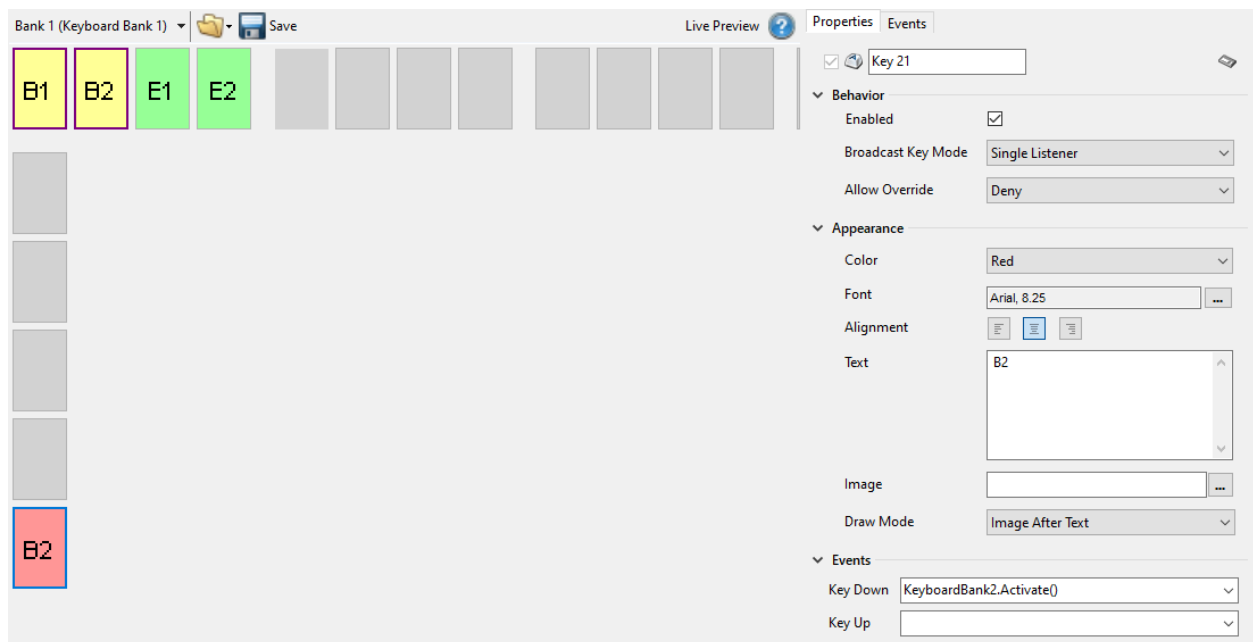 Bank 1 (Keyboard Bank 1) Save Live Preview
B1 B2 E1 E2
B2
Properties Events
Key 21
Behavior
Enabled
Broadcast Key Mode Single Listener
Allow Override Deny
Appearance
Color Red
Font Arial, 8.25 ...
Alignment
Text B2
Image ...
Draw Mode Image After Text
Events
Key Down KeyboardBank2.Activate()
Key Up